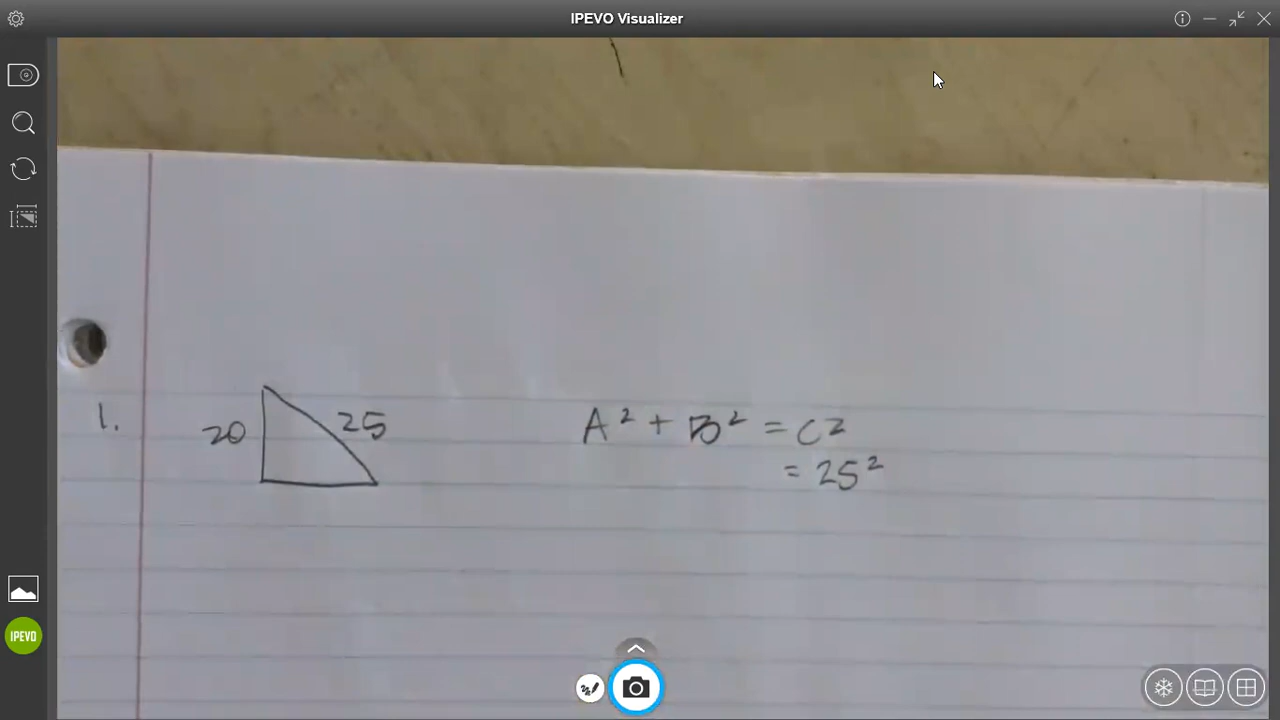 IPEVO Visualizer
1.
20
25
A² + B² = C²
= 25²
IPEVO